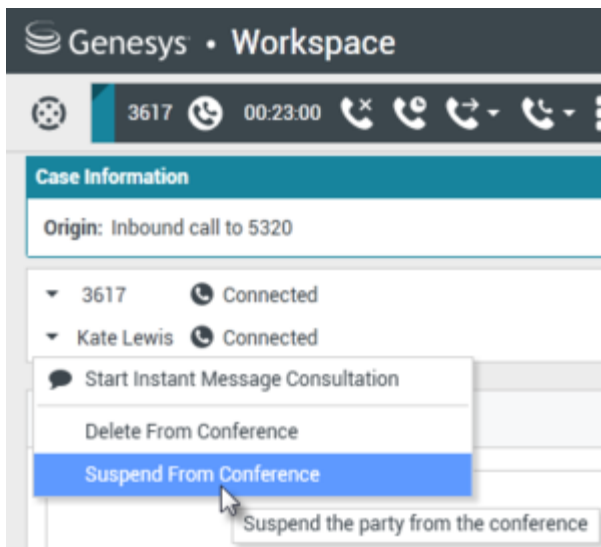 Genesys • Workspace
3617 00:23:00
Case Information
Origin: Inbound call to 5320
3617 Connected
Kate Lewis Connected
Start Instant Message Consultation
Delete From Conference
Suspend From Conference
Suspend the party from the conference